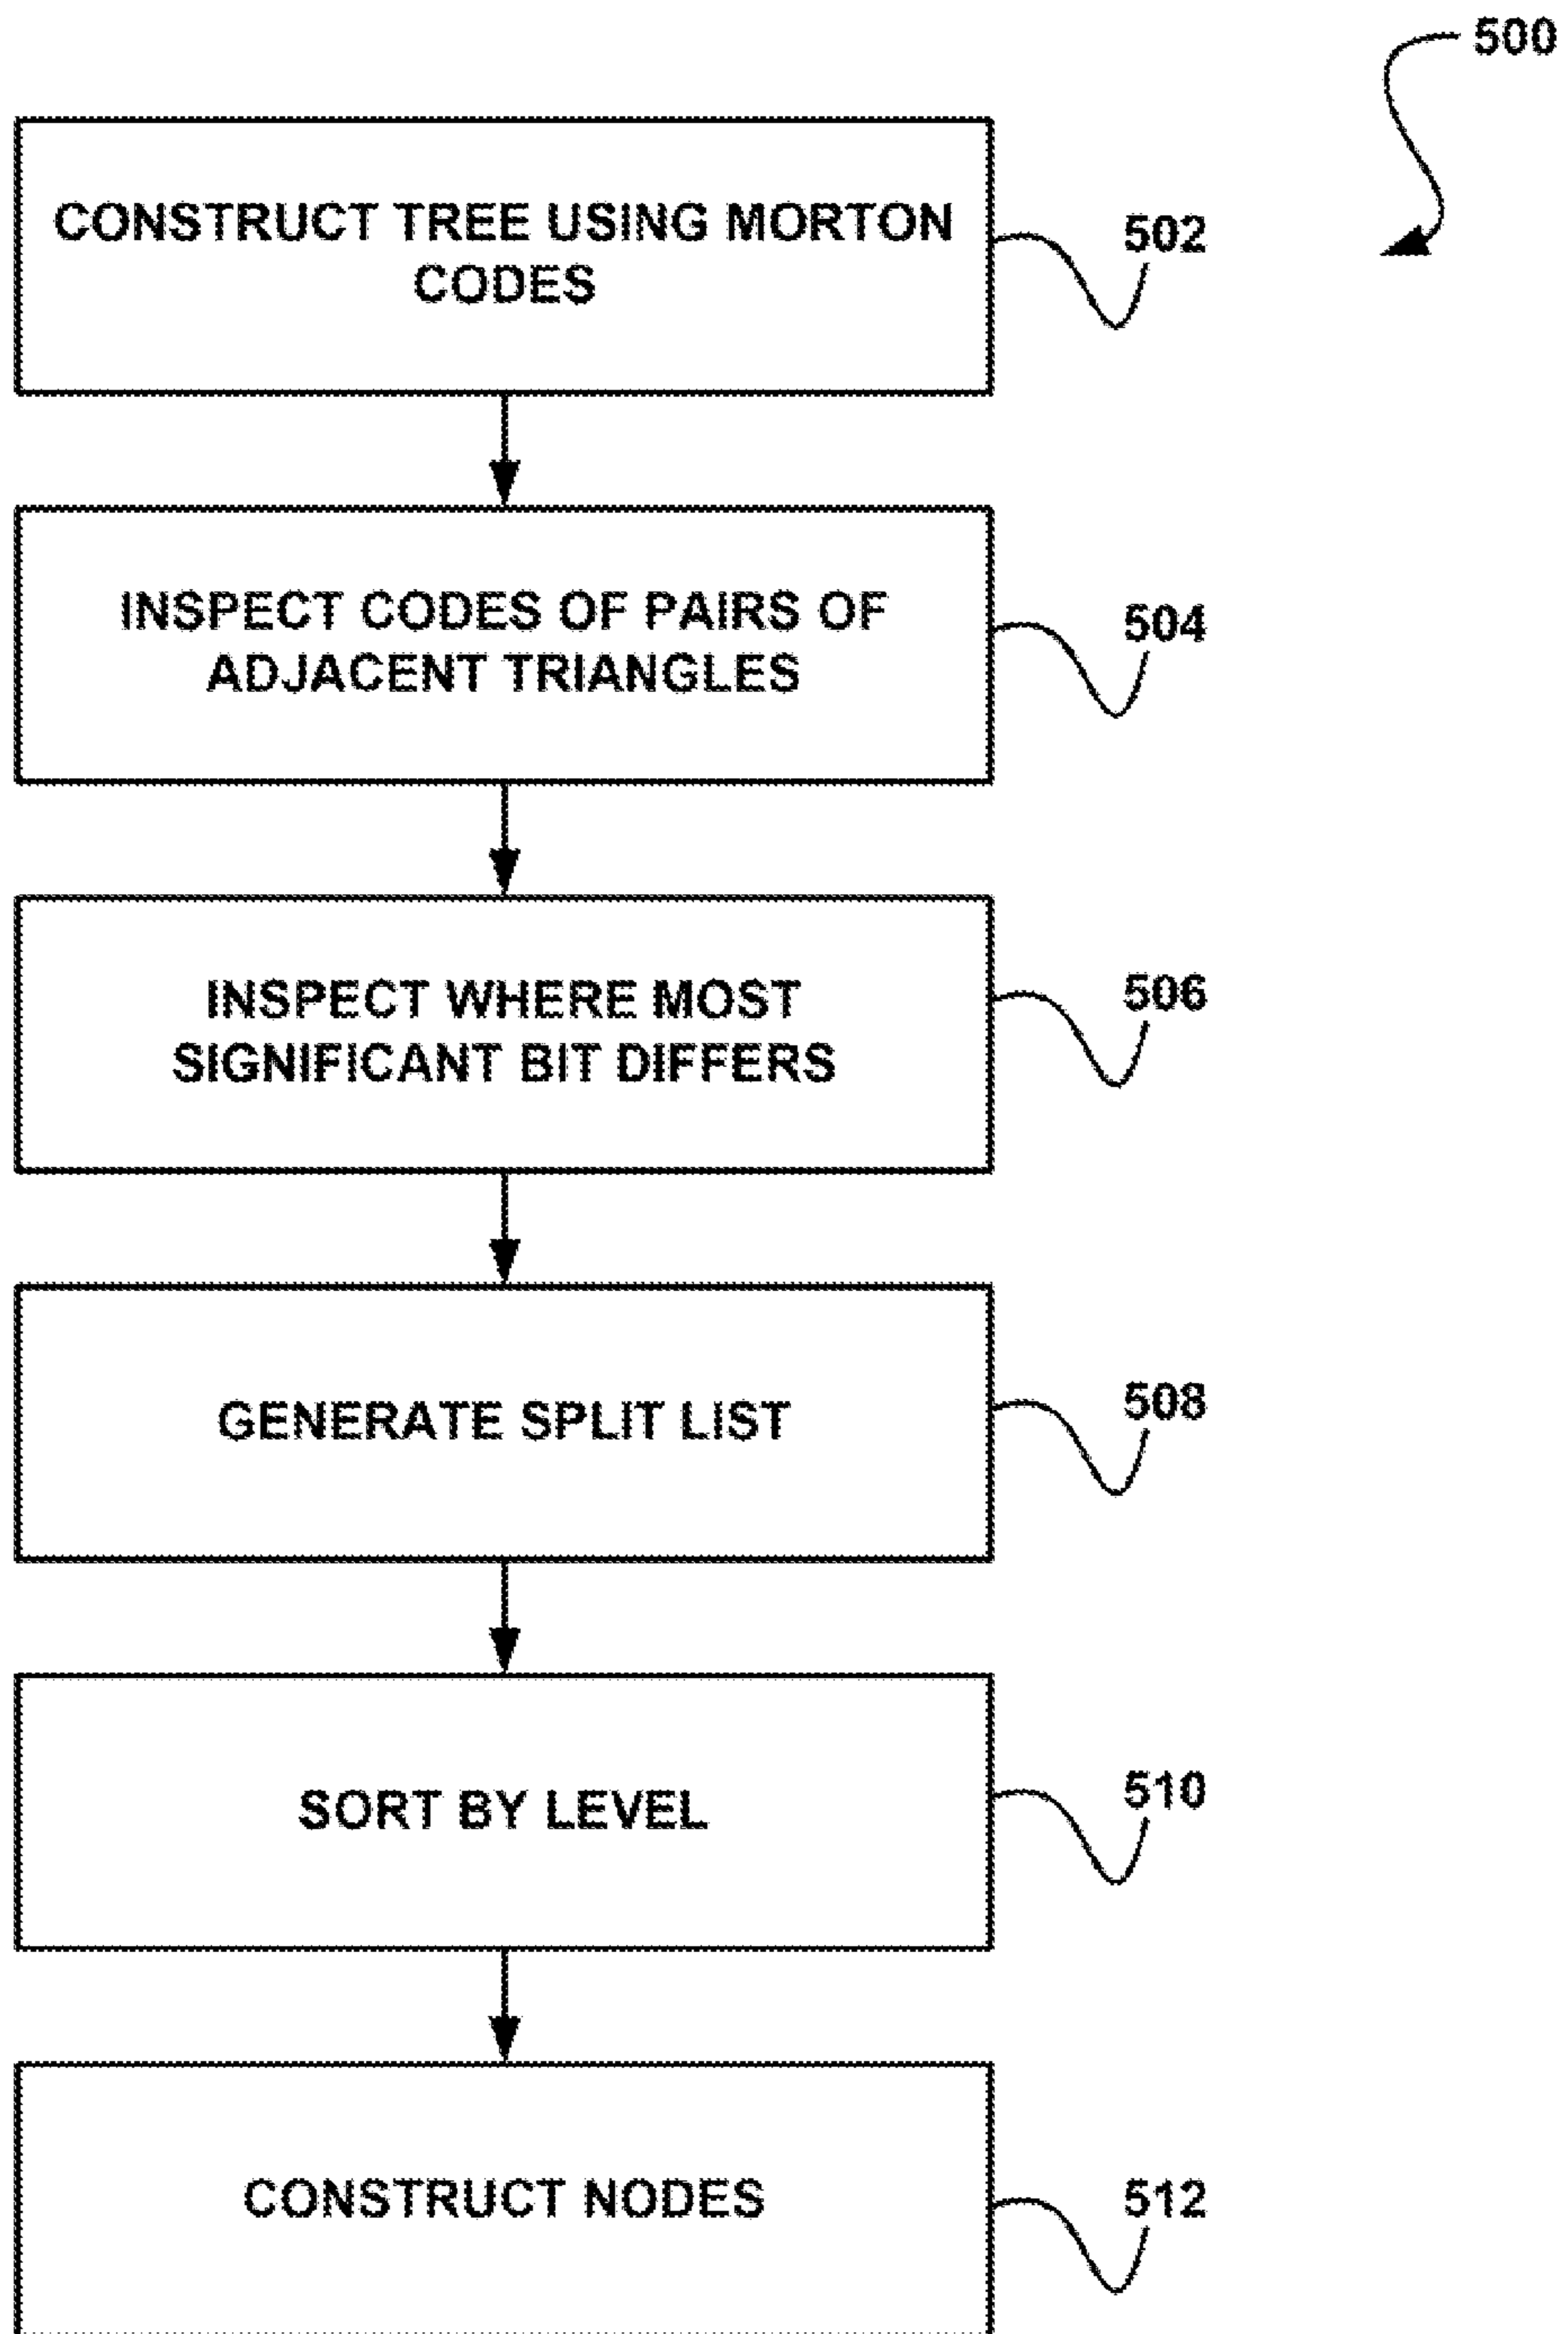 500
CONSTRUCT TREE USING MORTON
CODES
502
INSPECT CODES OF PAIRS OF
ADJACENT TRIANGLES
504
INSPECT WHERE MOST
SIGNIFICANT BIT DIFFERS
506
GENERATE SPLIT LIST
508
SORT BY LEVEL
510
CONSTRUCT NODES
512